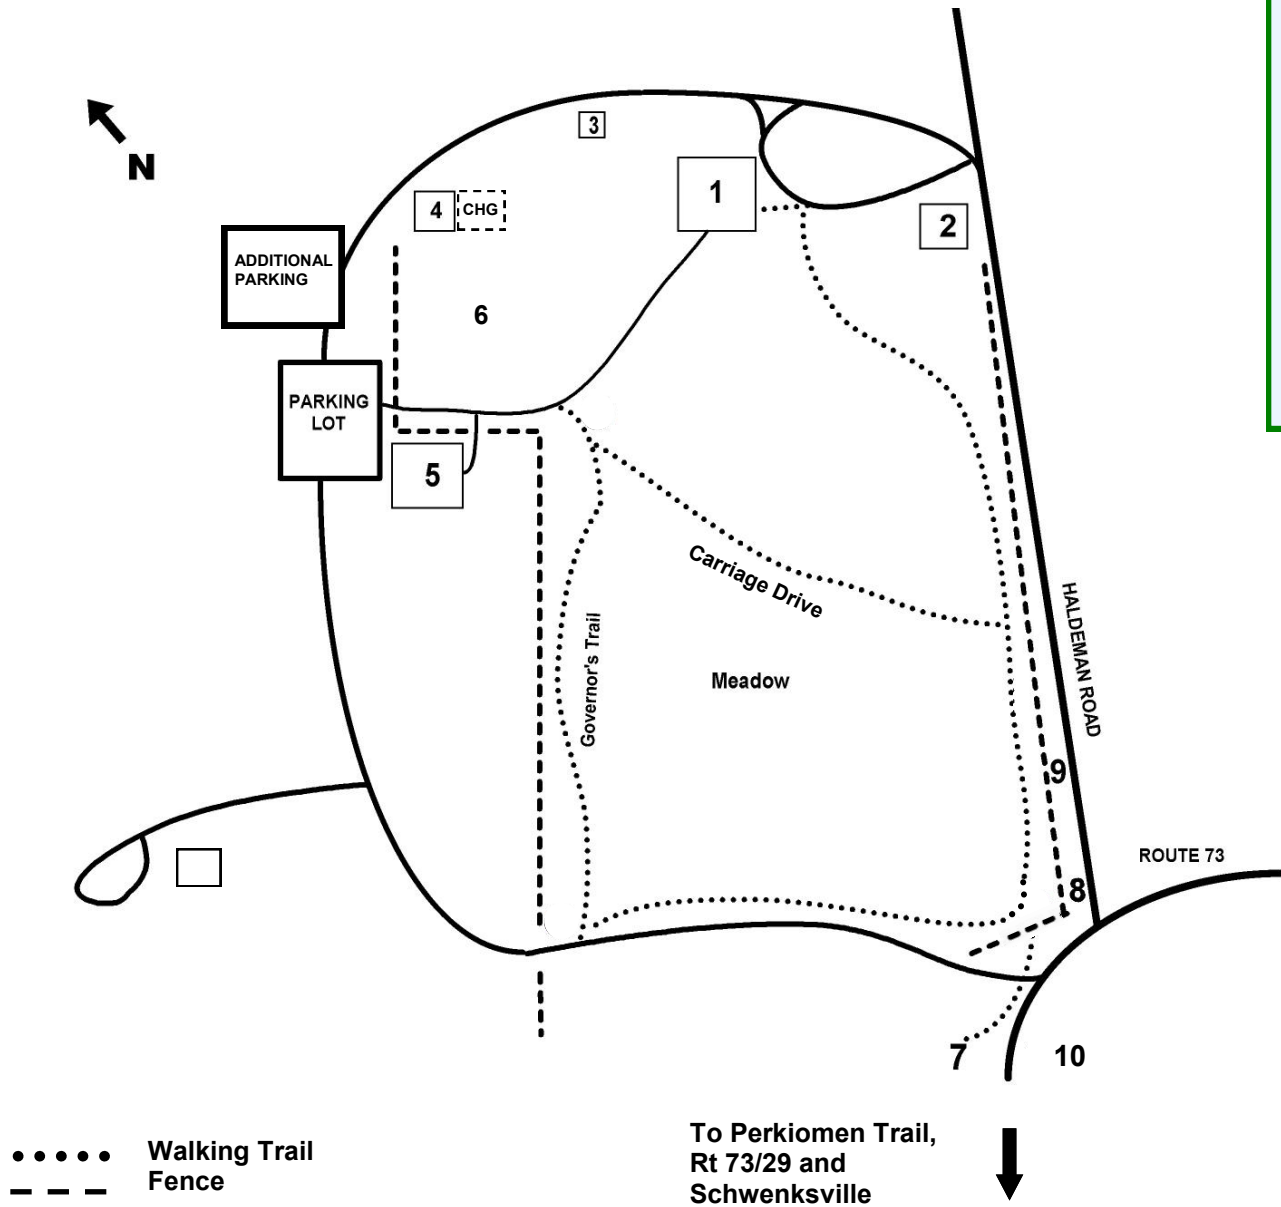 N
3
1
4
CHG
2
ADDITIONAL
PARKING
6
PARKING
LOT
5
Carriage Drive
HALDEMAN ROAD
Governor's Trail
Meadow
9
ROUTE 73
8
7
10
Walking Trail
Fence
To Perkiomen Trail,
Rt 73/29 and
Schwenksville